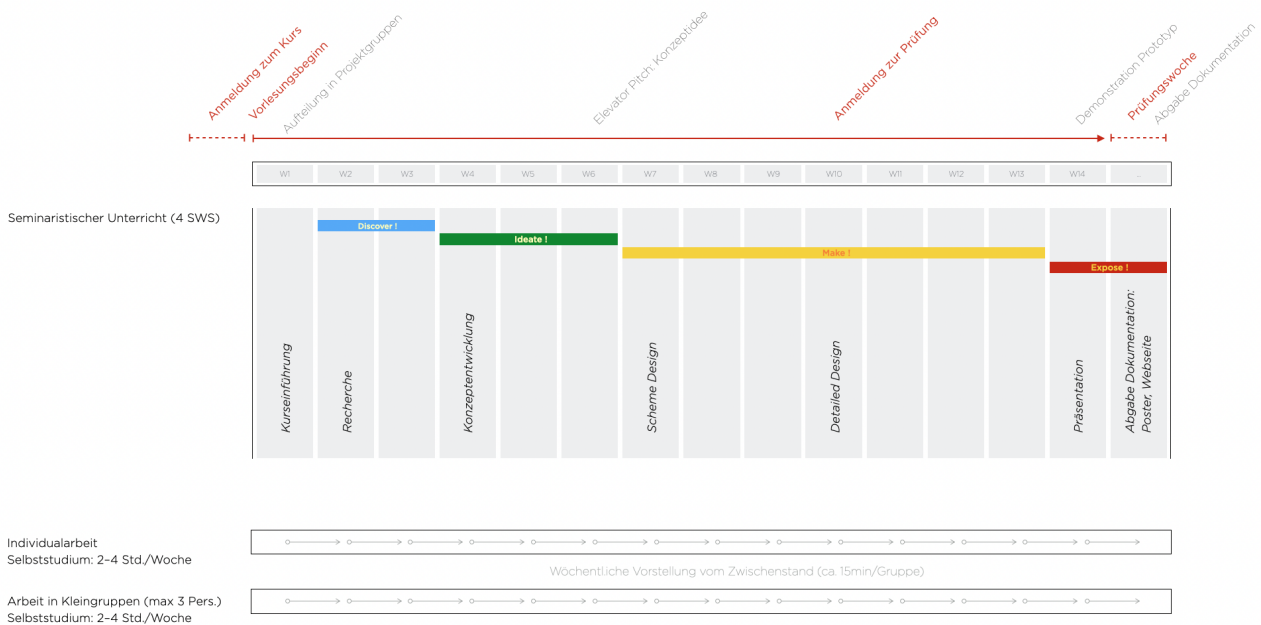 Anmeldung zum Kurs
Vorlesungsbeginn
Aufteilung in Projektgruppen
Elevator Pitch: Konzeptidee
Anmeldung zur Prüfung
Demonstration Prototyp
Prüfungswoche
Abgabe Dokumentation
W1 W2 W3 W4 W5 W6 W7 W8 W9 W10 W11 W12 W13 W14 ...
Seminaristischer Unterricht (4 SWS)
Discover !
Ideate !
Make !
Expose !
Kurseinführung
Recherche
Konzeptentwicklung
Scheme Design
Detailed Design
Präsentation
Abgabe Dokumentation:
Poster, Webseite
Individualarbeit
Selbststudium: 2–4 Std./Woche
Wöchentliche Vorstellung vom Zwischenstand (ca. 15min/Gruppe)
Arbeit in Kleingruppen (max 3 Pers.)
Selbststudium: 2–4 Std./Woche